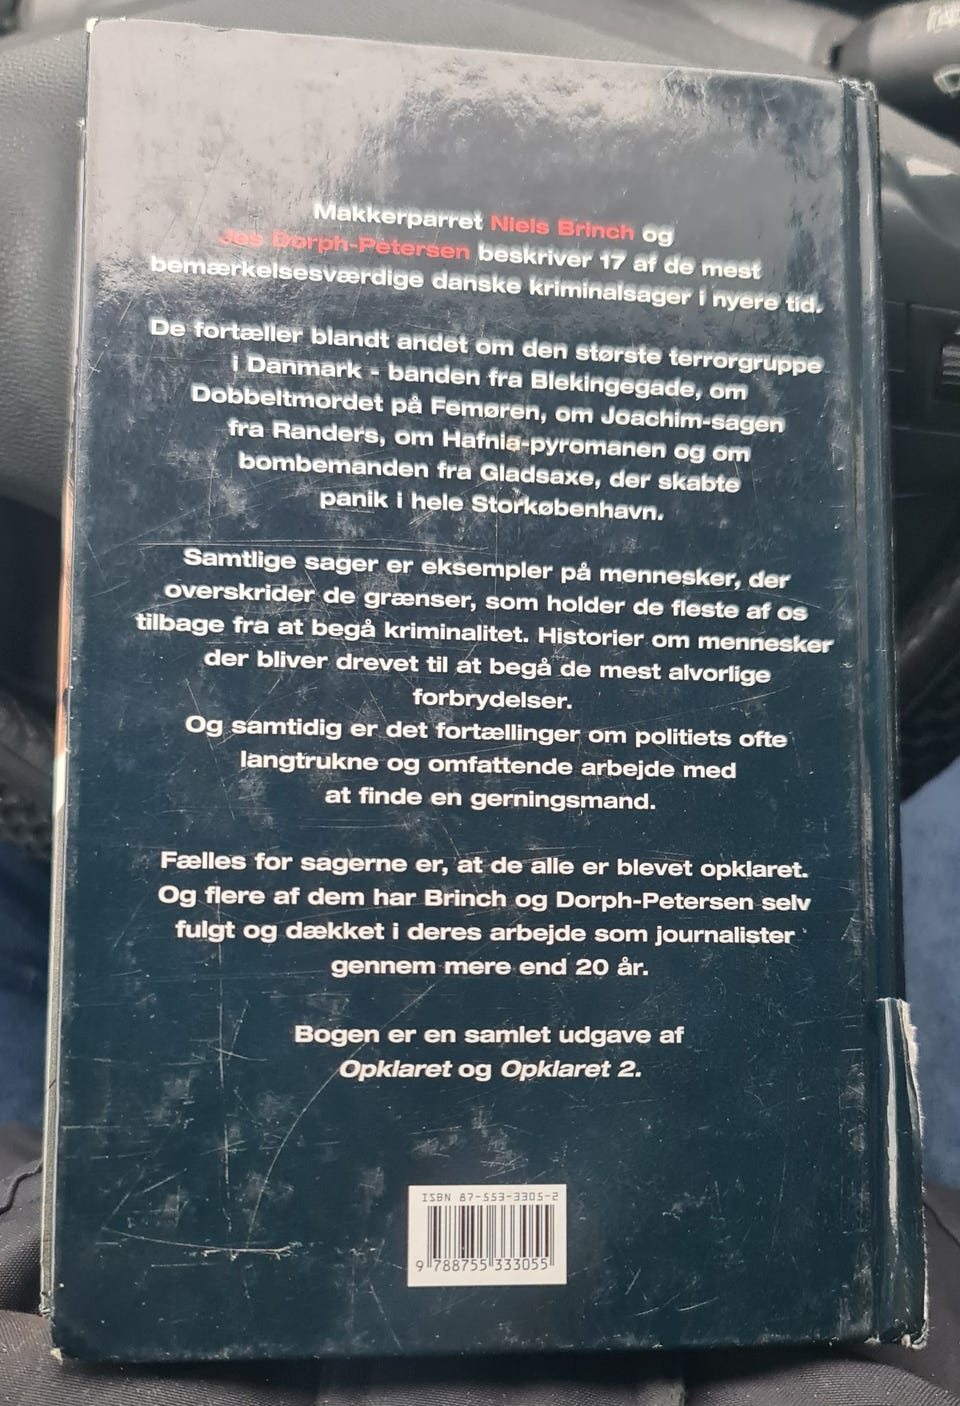 Makkerparret Niels Brinch og
Jes Dorph-Petersen beskriver 17 af de mest
bemærkelsesværdige danske kriminalsager i nyere tid.
De fortæller blandt andet om den største terrorgruppe
i Danmark - banden fra Blekingegade, om
Dobbeltmordet på Femøren, om Joachim-sagen
fra Randers, om Hafnia-pyromanen og om
bombemanden fra Gladsaxe, der skabte
panik i hele Storkøbenhavn.
Samtlige sager er eksempler på mennesker, der
overskrider de grænser, som holder de fleste af os
tilbage fra at begå kriminalitet. Historier om mennesker
der bliver drevet til at begå de mest alvorlige
forbrydelser.
Og samtidig er det fortællinger om politiets ofte
langtrukne og omfattende arbejde med
at finde en gerningsmand.
Fælles for sagerne er, at de alle er blevet opklaret.
Og flere af dem har Brinch og Dorph-Petersen selv
fulgt og dækket i deres arbejde som journalister
gennem mere end 20 år.
Bogen er en samlet udgave af
Opklaret og Opklaret 2.
ISBN 87-553-3305-2
9 788755 333055